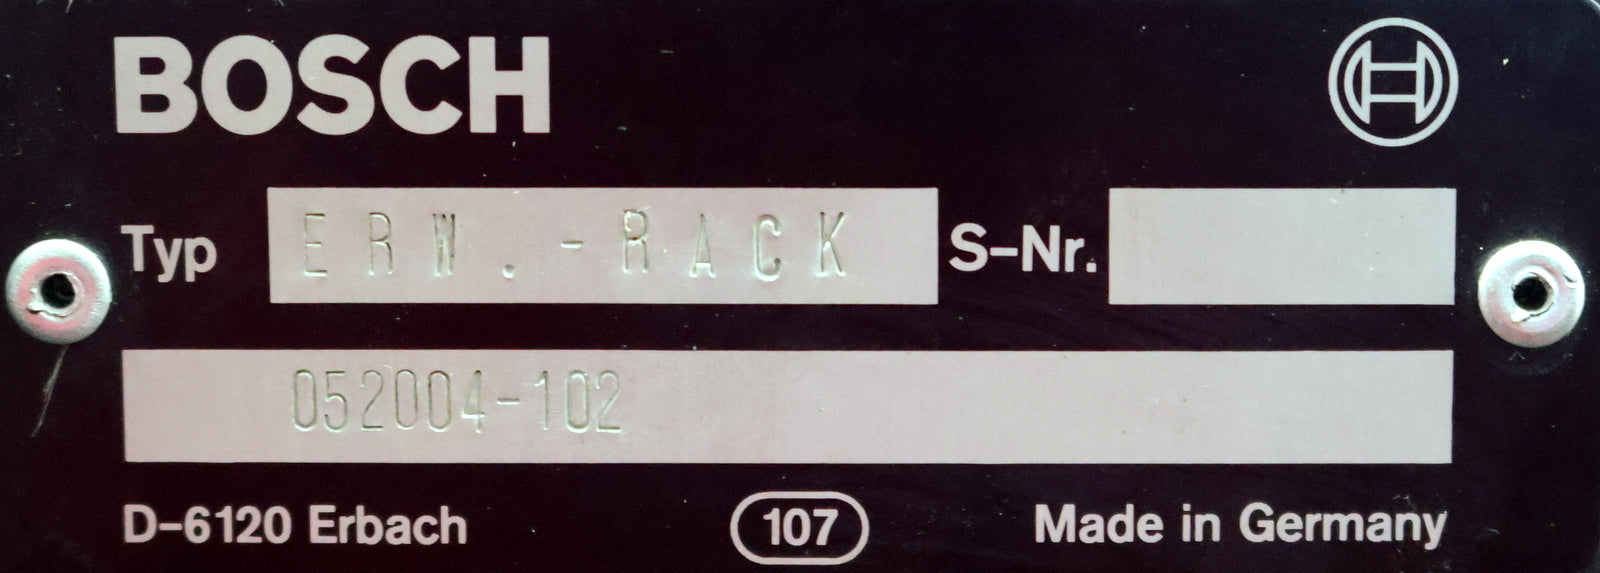 BOSCH
Typ ERW.-RACK S-Nr.
052004-102
D-6120 Erbach 107 Made in Germany